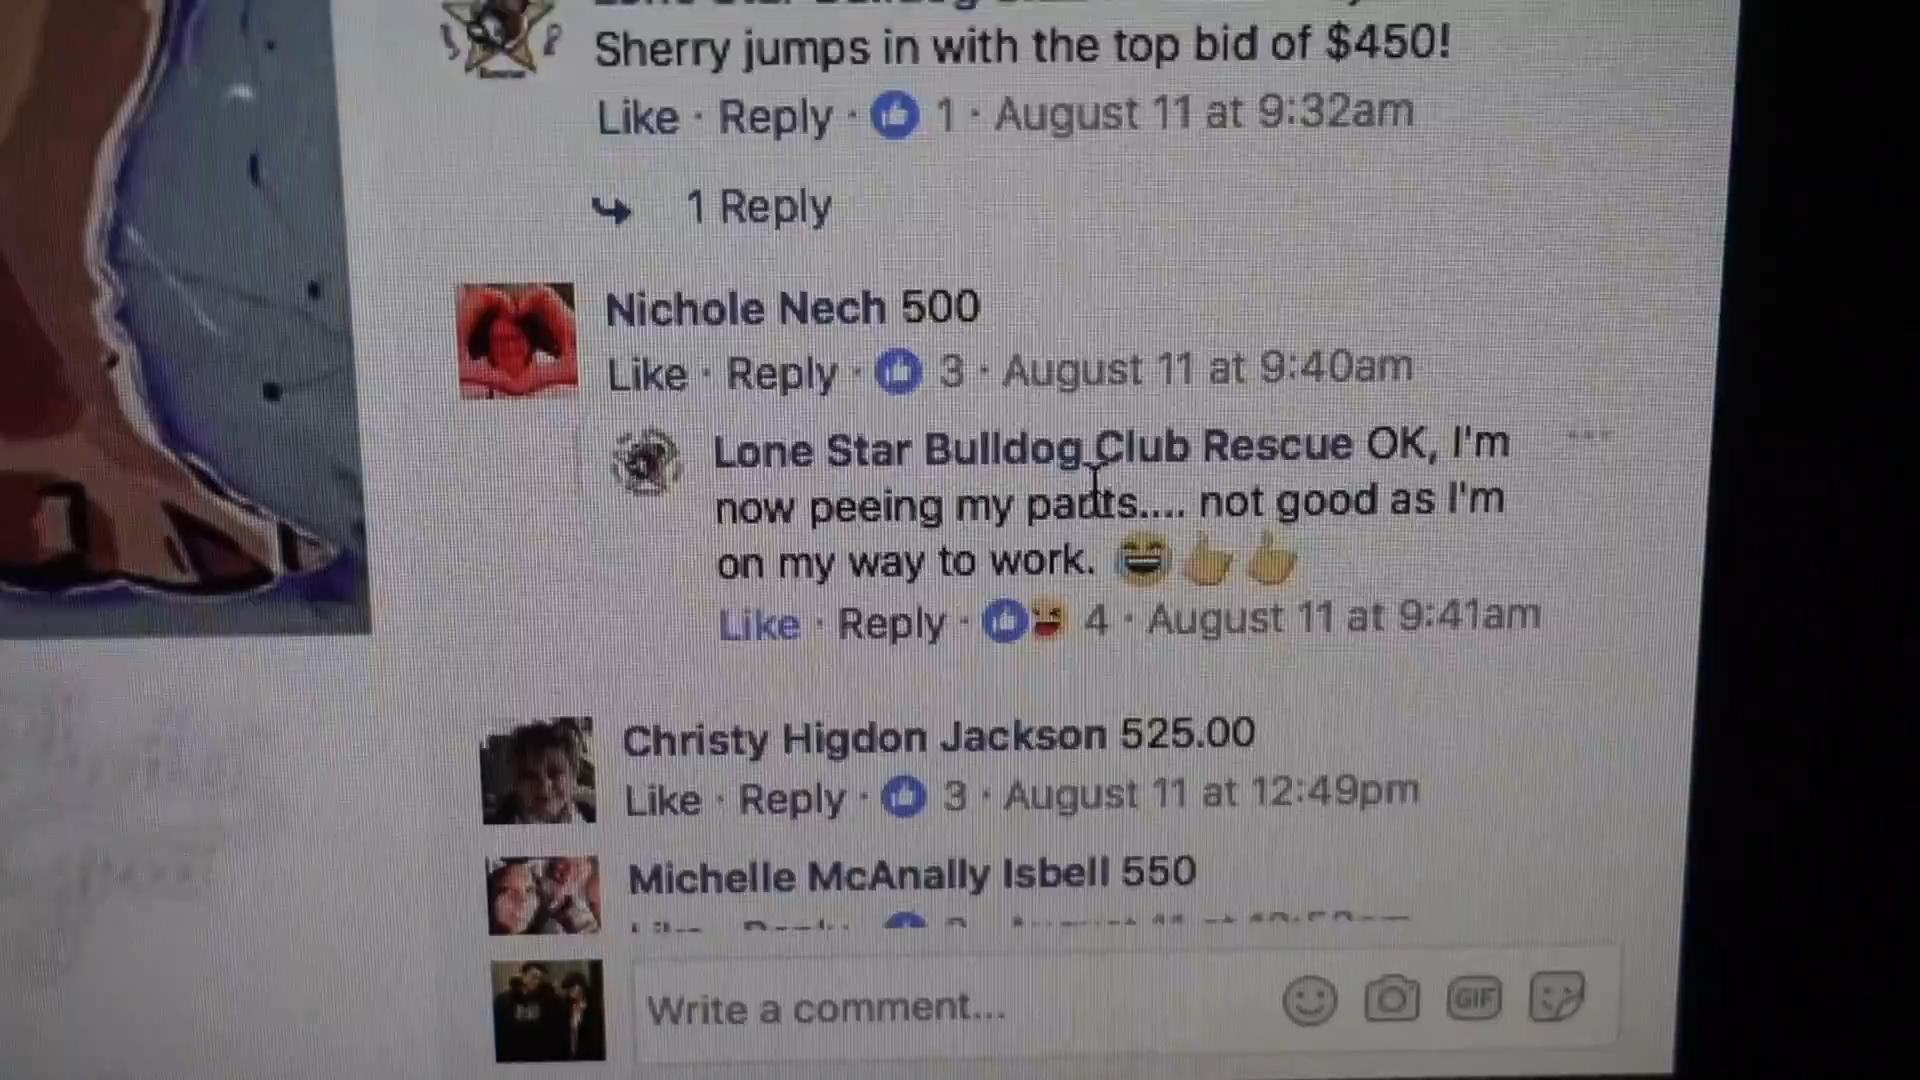 Sherry jumps in with the top bid of $450!
Like · Reply · 1 · August 11 at 9:32am
1 Reply
Nichole Nech 500
Like · Reply · 3 · August 11 at 9:40am
Lone Star Bulldog Club Rescue OK, I'm
now peeing my pants.... not good as I'm
on my way to work.
Like · Reply · 4 · August 11 at 9:41am
Christy Higdon Jackson 525.00
Like · Reply · 3 · August 11 at 12:49pm
Michelle McAnally Isbell 550
Write a comment...
GIF